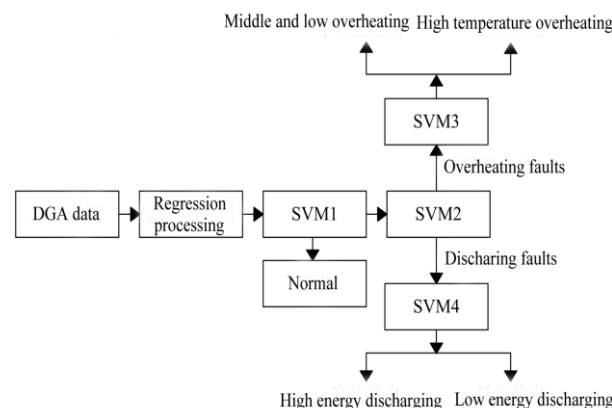 Middle and low overheating
High temperature overheating
SVM3
Overheating faults
DGA data
Regression
processing
SVM1
SVM2
Normal
Discharing faults
SVM4
High energy discharging
Low energy discharging